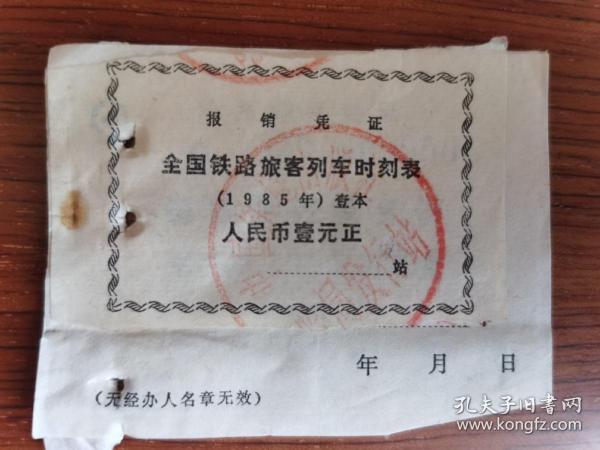 报销凭证
全国铁路旅客列车时刻表
(1985年)壹本
人民币壹元正
站
年 月 日
(无经办人名章无效)
孔夫子旧书网
www.kongfz.com